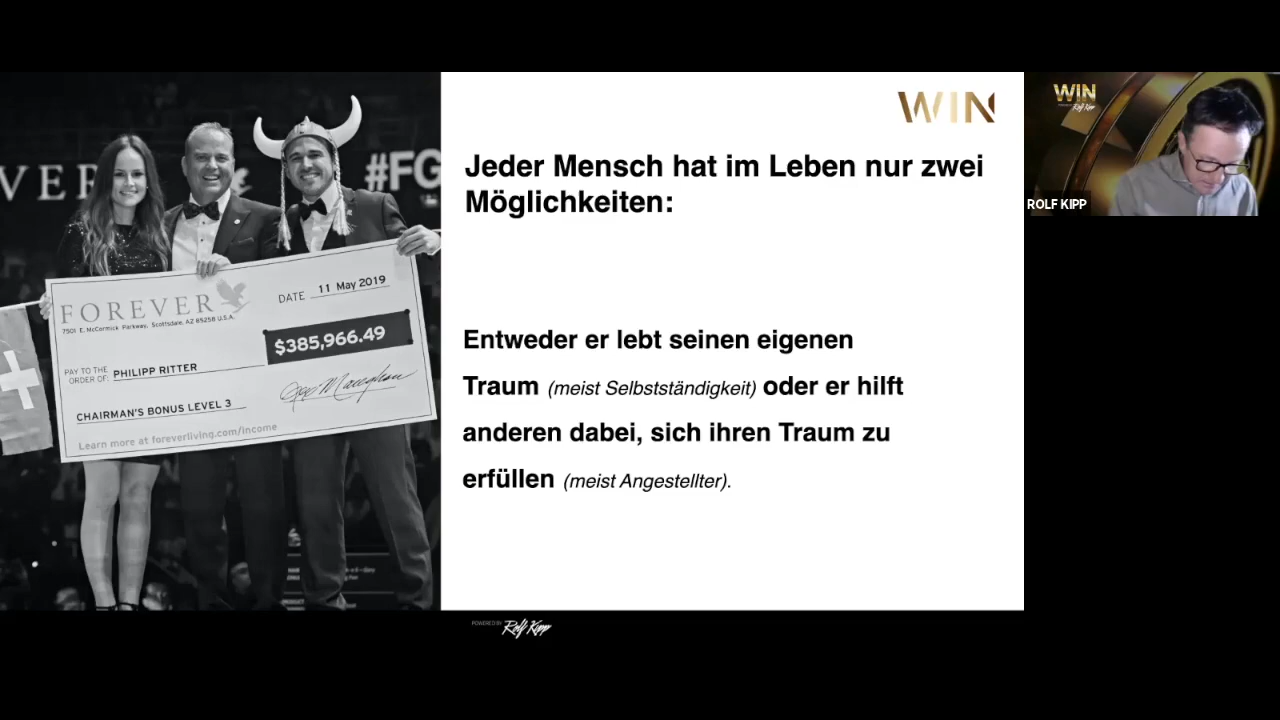 VER
#FG
FOREVER
7501 E. McCormick Parkway, Scottsdale, AZ 85258 U.S.A.
DATE 11 May 2019
$385,966.49
PAY TO THE
ORDER OF: PHILIPP RITTER
CHAIRMAN'S BONUS LEVEL 3
Learn more at foreverliving.com/income
WIN
Jeder Mensch hat im Leben nur zwei
Möglichkeiten:
Entweder er lebt seinen eigenen
Traum (meist Selbstständigkeit) oder er hilft
anderen dabei, sich ihren Traum zu
erfüllen (meist Angestellter).
WIN
Rolf Kipp
ROLF KIPP
POWERED BY Rolf Kipp